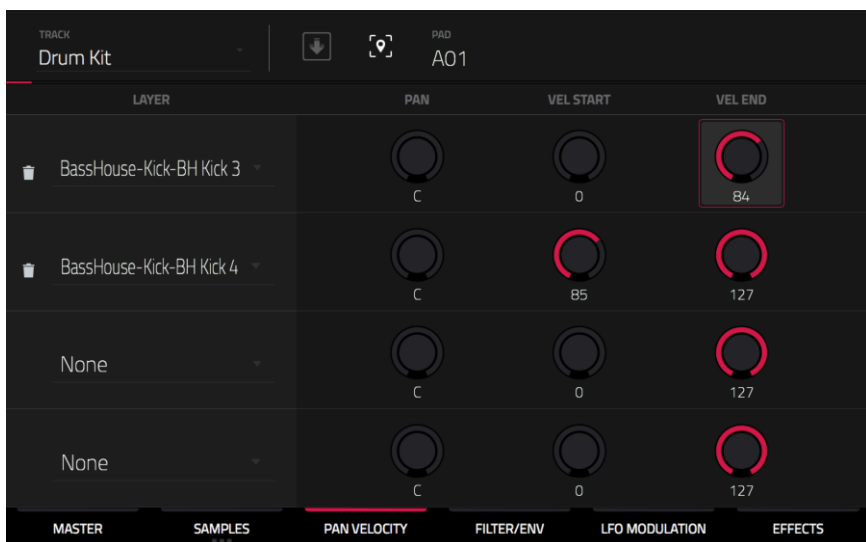 TRACK
Drum Kit
PAD
A01
LAYER PAN VEL START VEL END
BassHouse-Kick-BH Kick 3
C 0 84
BassHouse-Kick-BH Kick 4
C 85 127
None
C 0 127
None
C 0 127
MASTER SAMPLES PAN VELOCITY FILTER/ENV LFO MODULATION EFFECTS